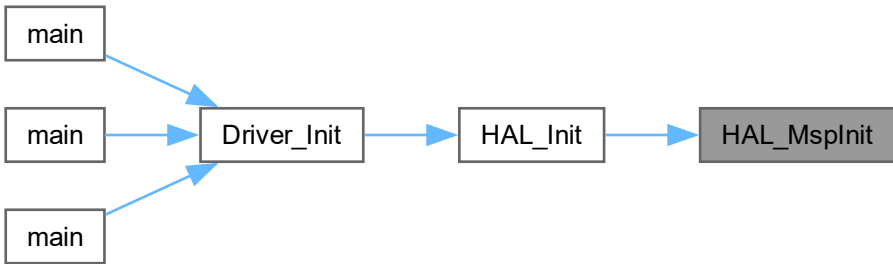 main
main
Driver_Init
HAL_Init
HAL_MspInit
main